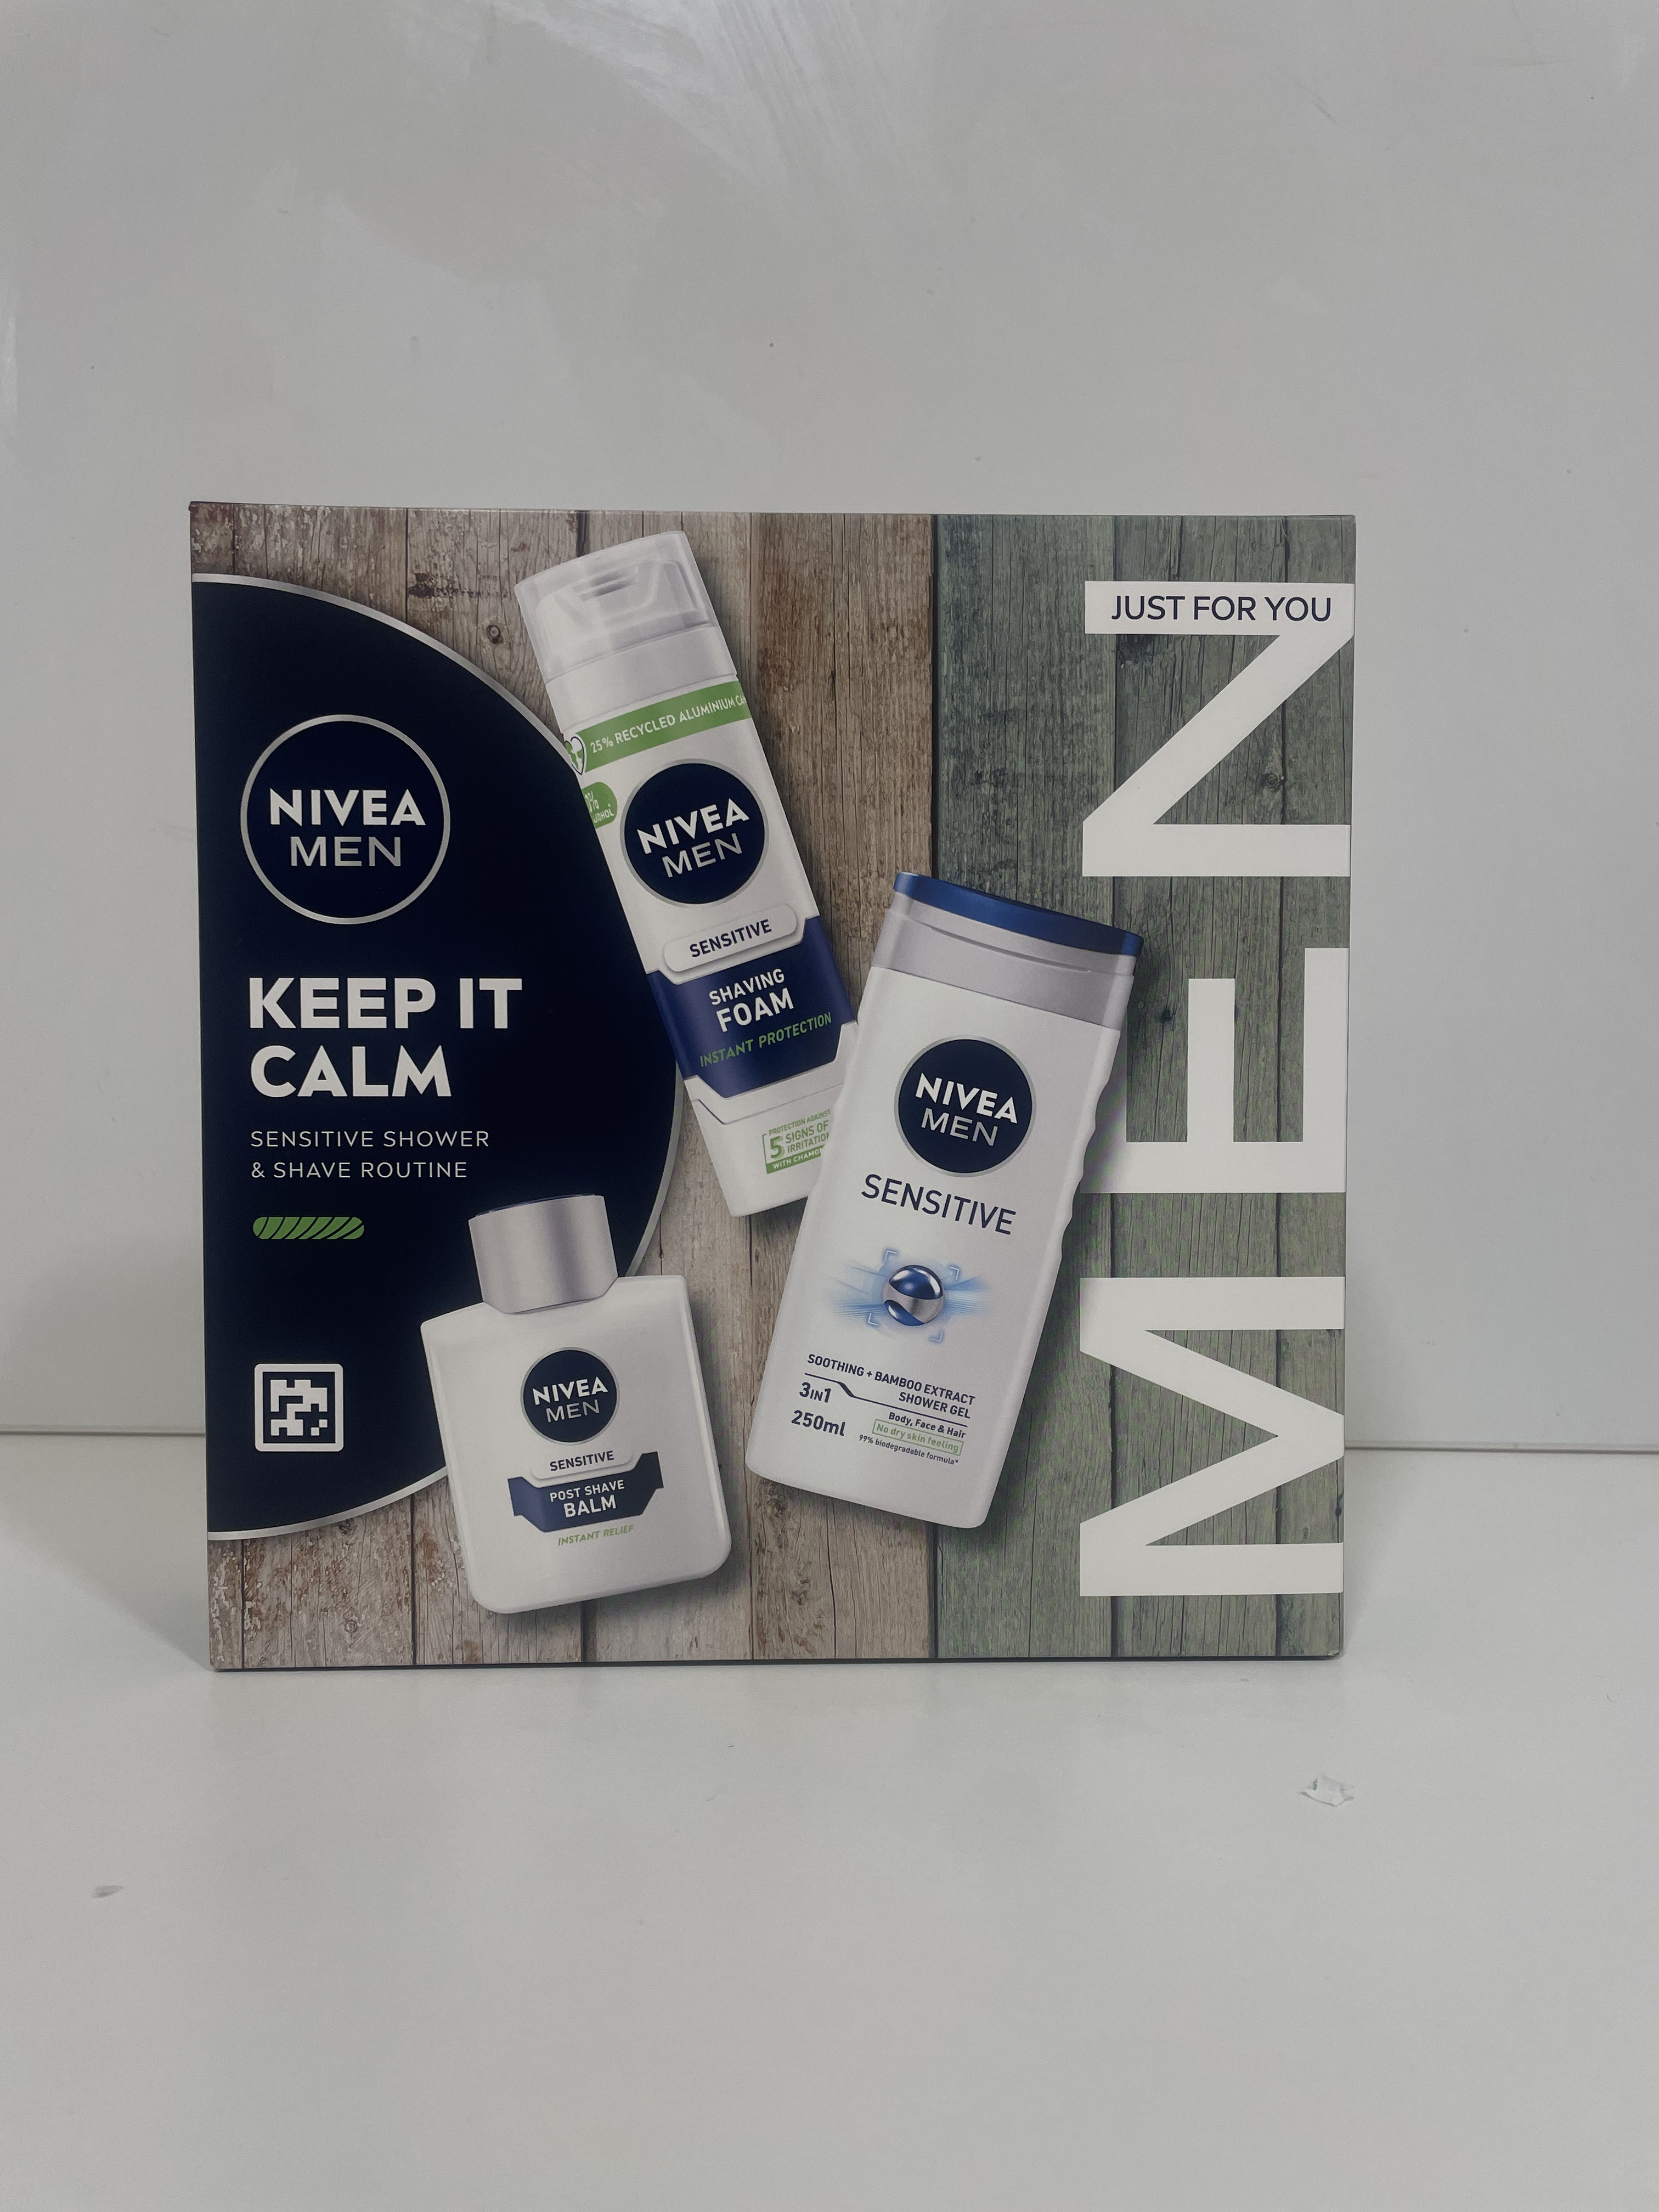 NIVEA
MEN
KEEP IT
CALM
SENSITIVE SHOWER
& SHAVE ROUTINE
25% RECYCLED ALUMINIUM
NIVEA
MEN
SENSITIVE
SHAVING
FOAM
INSTANT PROTECTION
PROTECTION AGAINST
5 SIGNS OF
IRRITATION
WITH
NIVEA
MEN
SENSITIVE
POST SHAVE
BALM
INSTANT RELIEF
NIVEA
MEN
SENSITIVE
SOOTHING + BAMBOO EXTRACT
SHOWER GEL
3IN1
250ml
Body, Face & Hair
No dry skin feeling
99% biodegradable formula*
JUST FOR YOU
MEN